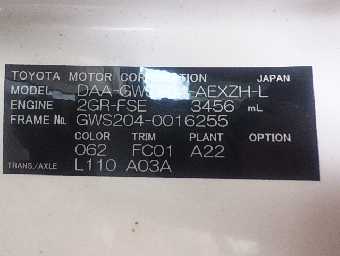 TOYOTA MOTOR CORPORATION JAPAN
MODEL -AEXZH-L
ENGINE 2GR-FSE 3456 mL
FRAME No. GWS204-0016255
COLOR TRIM PLANT OPTION
062 FC01 A22
TRANS./AXLE L110 A03A